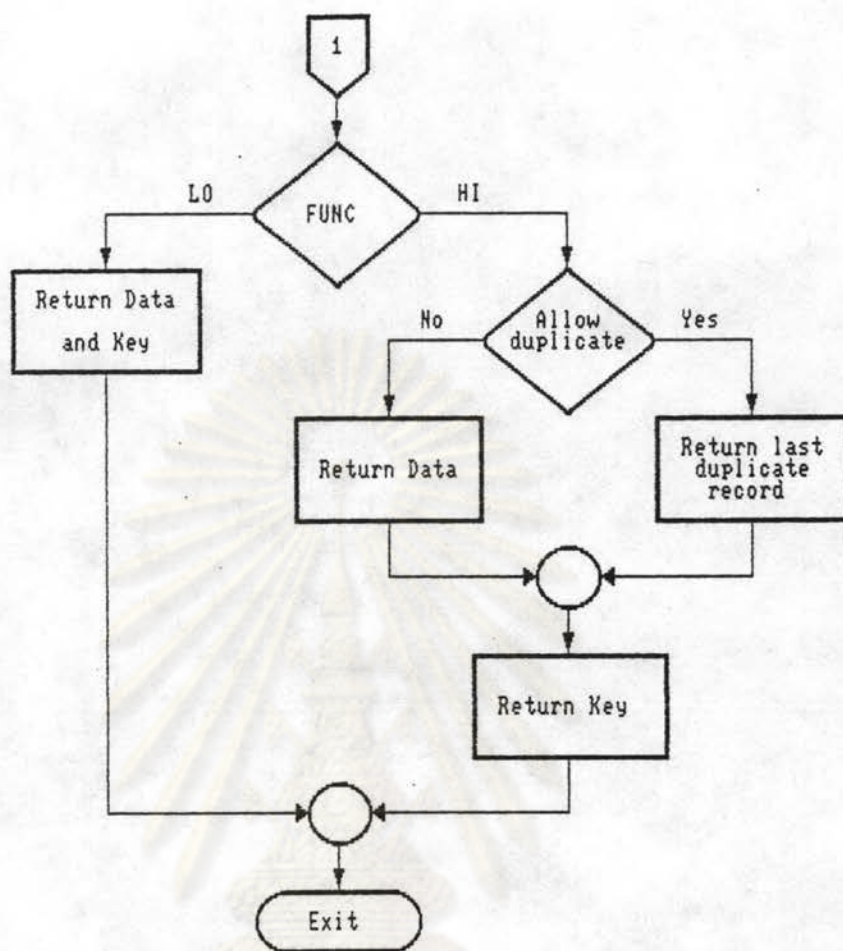 1
FUNC
LO
HI
Return Data
and Key
Allow
duplicate
No
Yes
Return Data
Return last
duplicate
record
Return Key
Exit